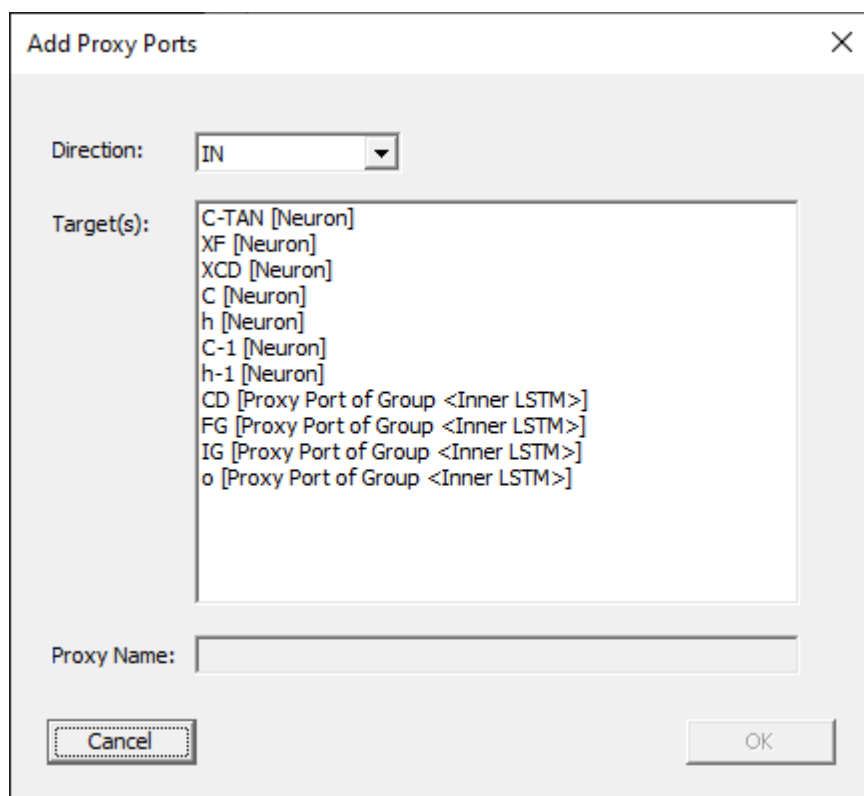 Add Proxy Ports
Direction:
IN
Target(s):
C-TAN [Neuron]
XF [Neuron]
XCD [Neuron]
C [Neuron]
h [Neuron]
C-1 [Neuron]
h-1 [Neuron]
CD [Proxy Port of Group <Inner LSTM>]
FG [Proxy Port of Group <Inner LSTM>]
IG [Proxy Port of Group <Inner LSTM>]
o [Proxy Port of Group <Inner LSTM>]
Proxy Name:
Cancel
OK